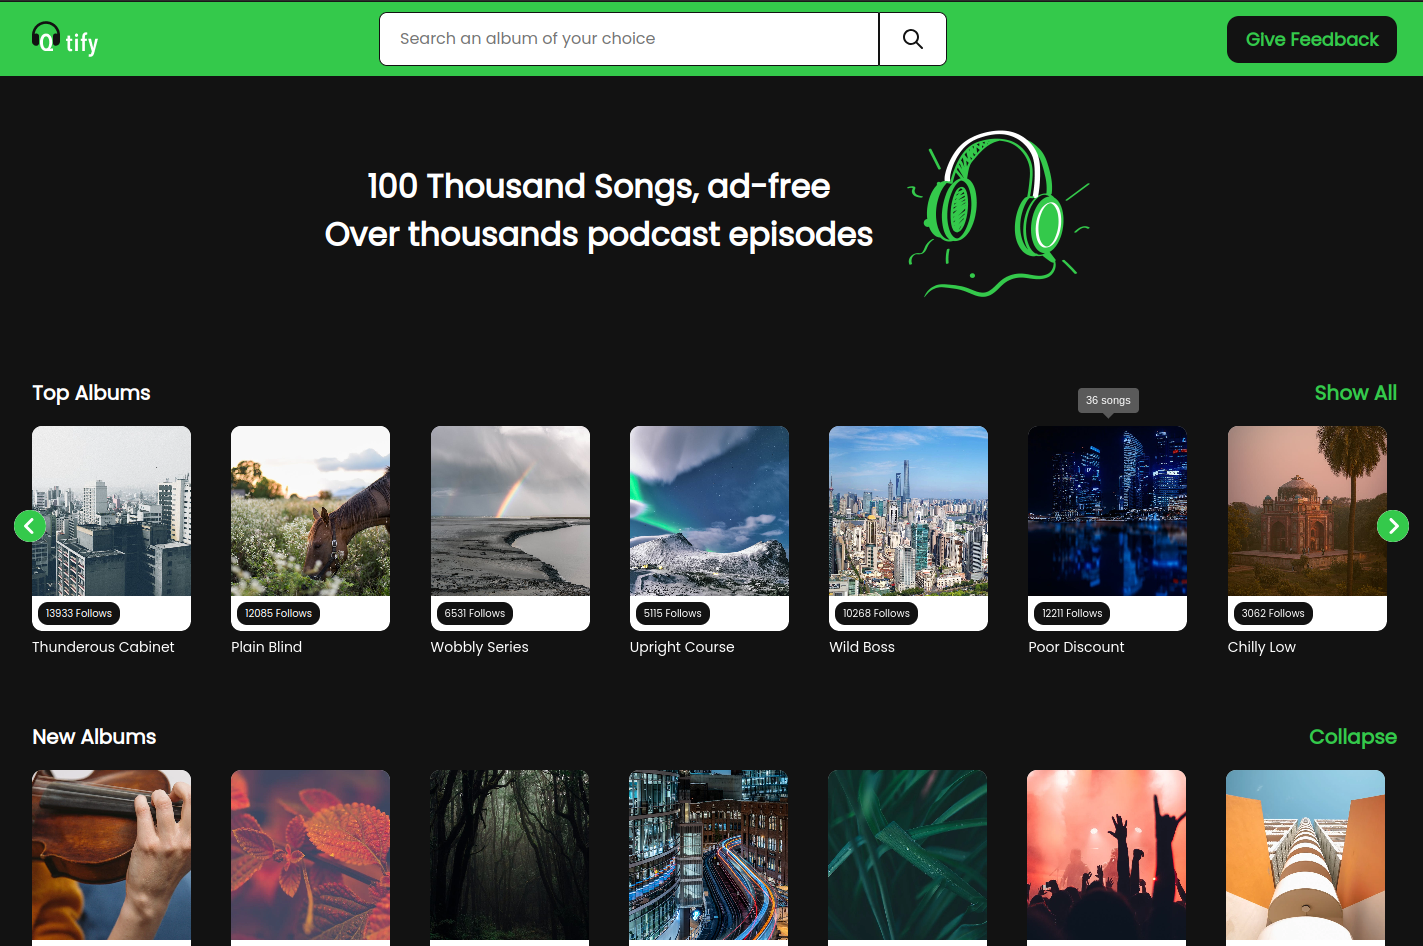 Qtify
Search an album of your choice
Give Feedback
100 Thousand Songs, ad-free
Over thousands podcast episodes
Top Albums
Show All
36 songs
13933 Follows
12085 Follows
6531 Follows
5115 Follows
10268 Follows
12211 Follows
3062 Follows
Thunderous Cabinet
Plain Blind
Wobbly Series
Upright Course
Wild Boss
Poor Discount
Chilly Low
New Albums
Collapse